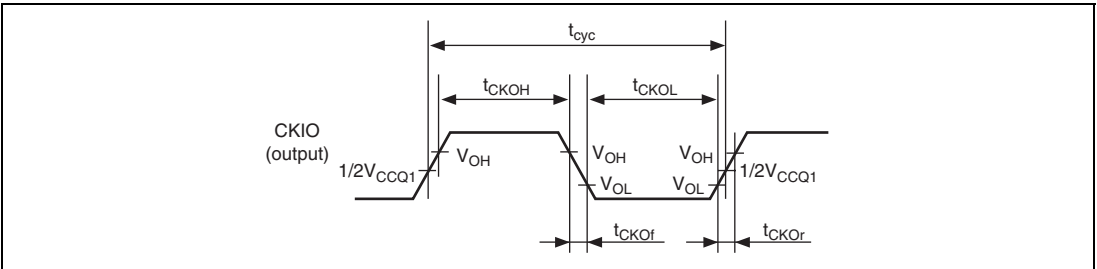 tcyc
tCKOH tCKOL
CKIO
(output)
1/2VCCQ1 VOH VOH VOL VOH VOL 1/2VCCQ1
tCKOf tCKOr